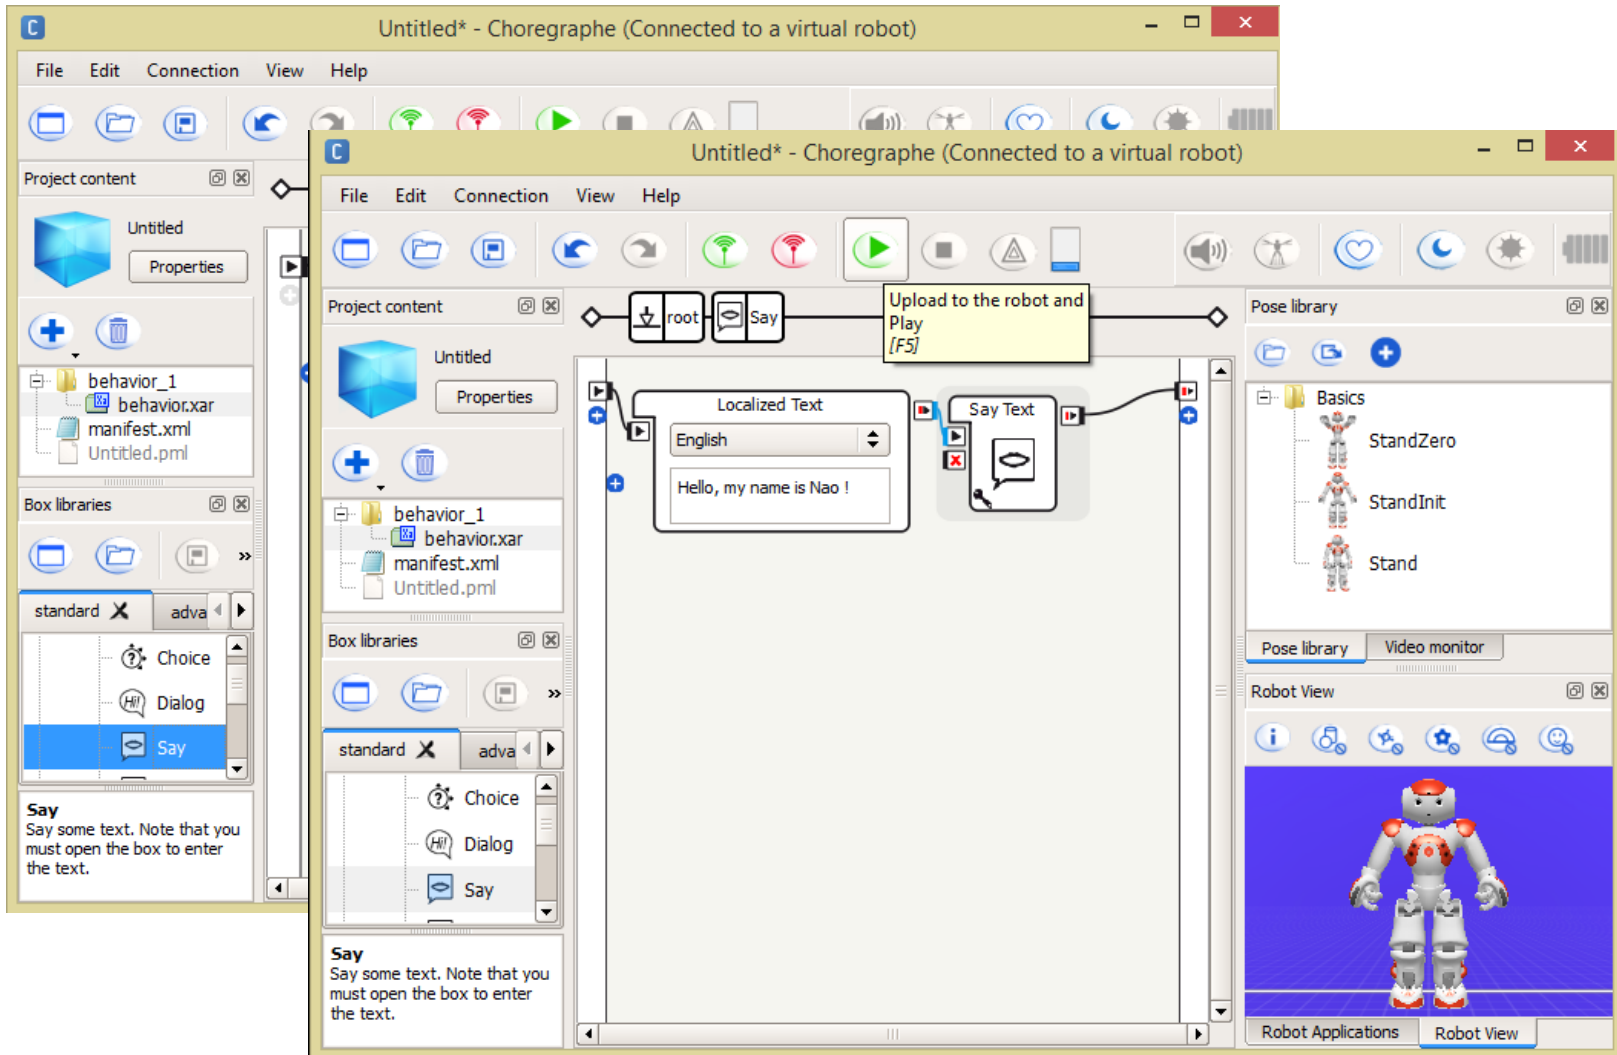 Untitled* - Choregraphe (Connected to a virtual robot)
File Edit Connection View Help
Project content
Untitled
Properties
behavior_1
behavior.xar
manifest.xml
Untitled.pml
Box libraries
standard adva
Choice
Dialog
Say
Say
Say some text. Note that you
must open the box to enter
the text.
Untitled* - Choregraphe (Connected to a virtual robot)
File Edit Connection View Help
Upload to the robot and
Play
[F5]
Project content
Untitled
Properties
behavior_1
behavior.xar
manifest.xml
Untitled.pml
Box libraries
standard adva
Choice
Dialog
Say
Say
Say some text. Note that you
must open the box to enter
the text.
root Say
Localized Text
English
Hello, my name is Nao !
Say Text
Pose library
Basics
StandZero
StandInit
Stand
Pose library Video monitor
Robot View
Robot Applications Robot View